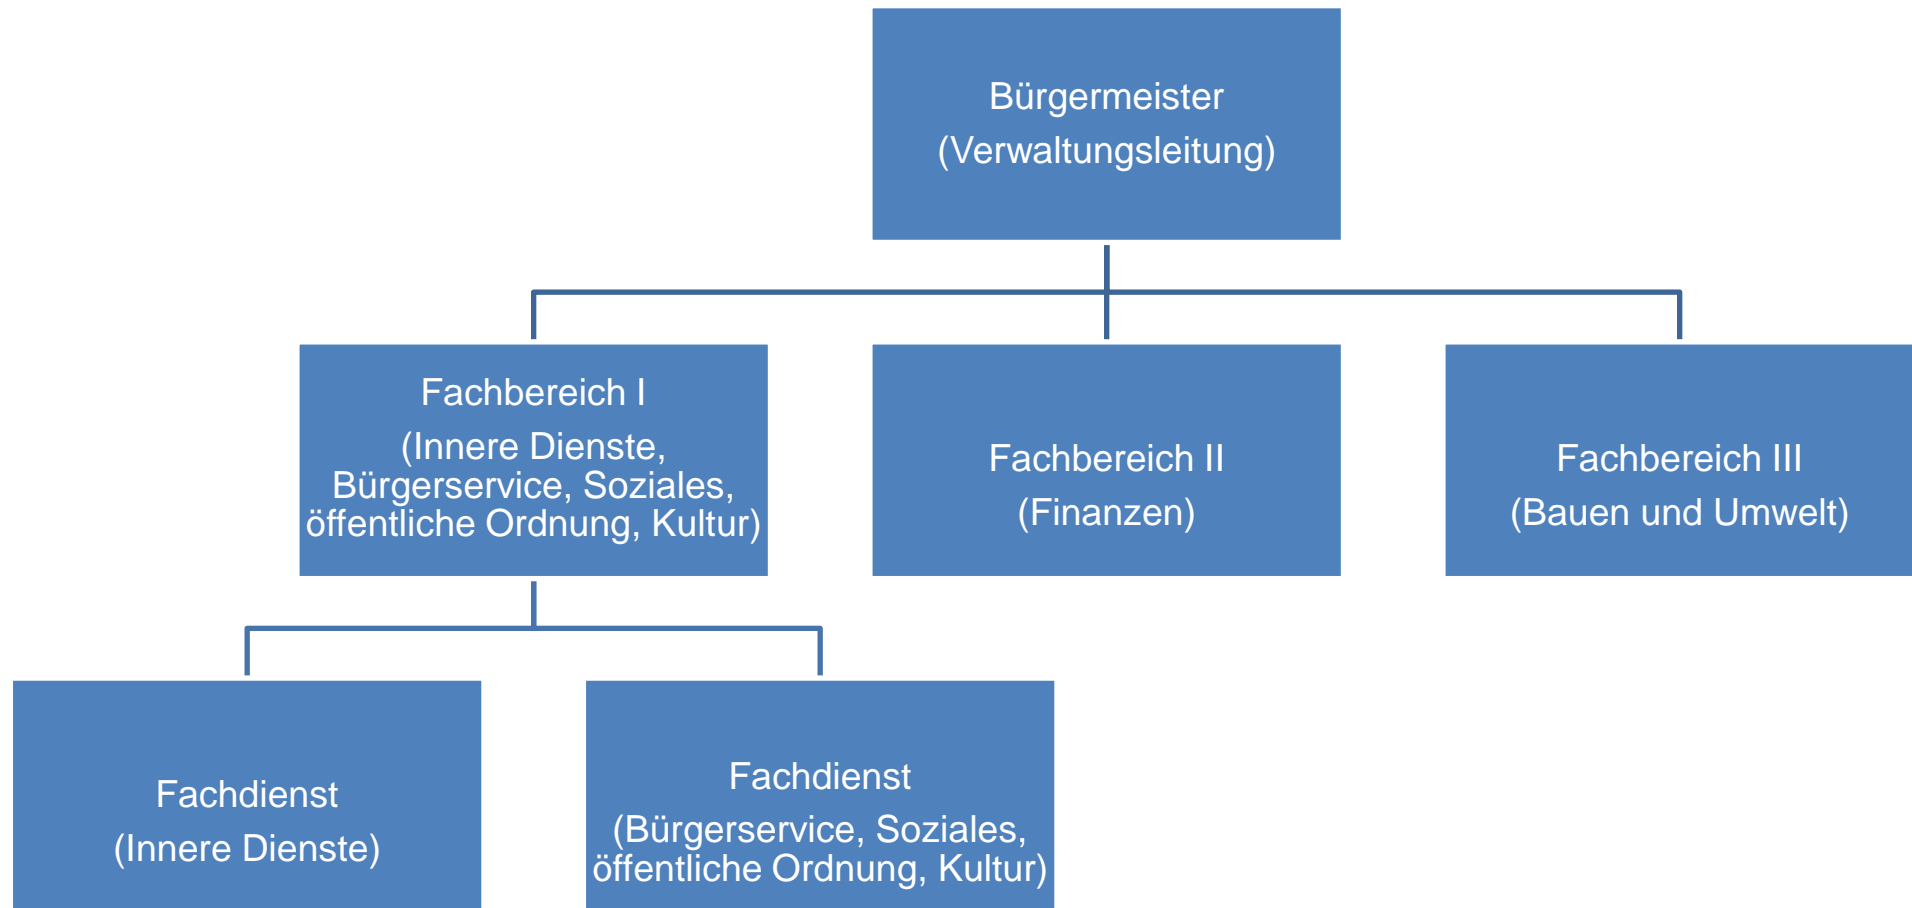 Bürgermeister
(Verwaltungsleitung)
Fachbereich I
(Innere Dienste,
Bürgerservice, Soziales,
öffentliche Ordnung, Kultur)
Fachbereich II
(Finanzen)
Fachbereich III
(Bauen und Umwelt)
Fachdienst
(Innere Dienste)
Fachdienst
(Bürgerservice, Soziales,
öffentliche Ordnung, Kultur)